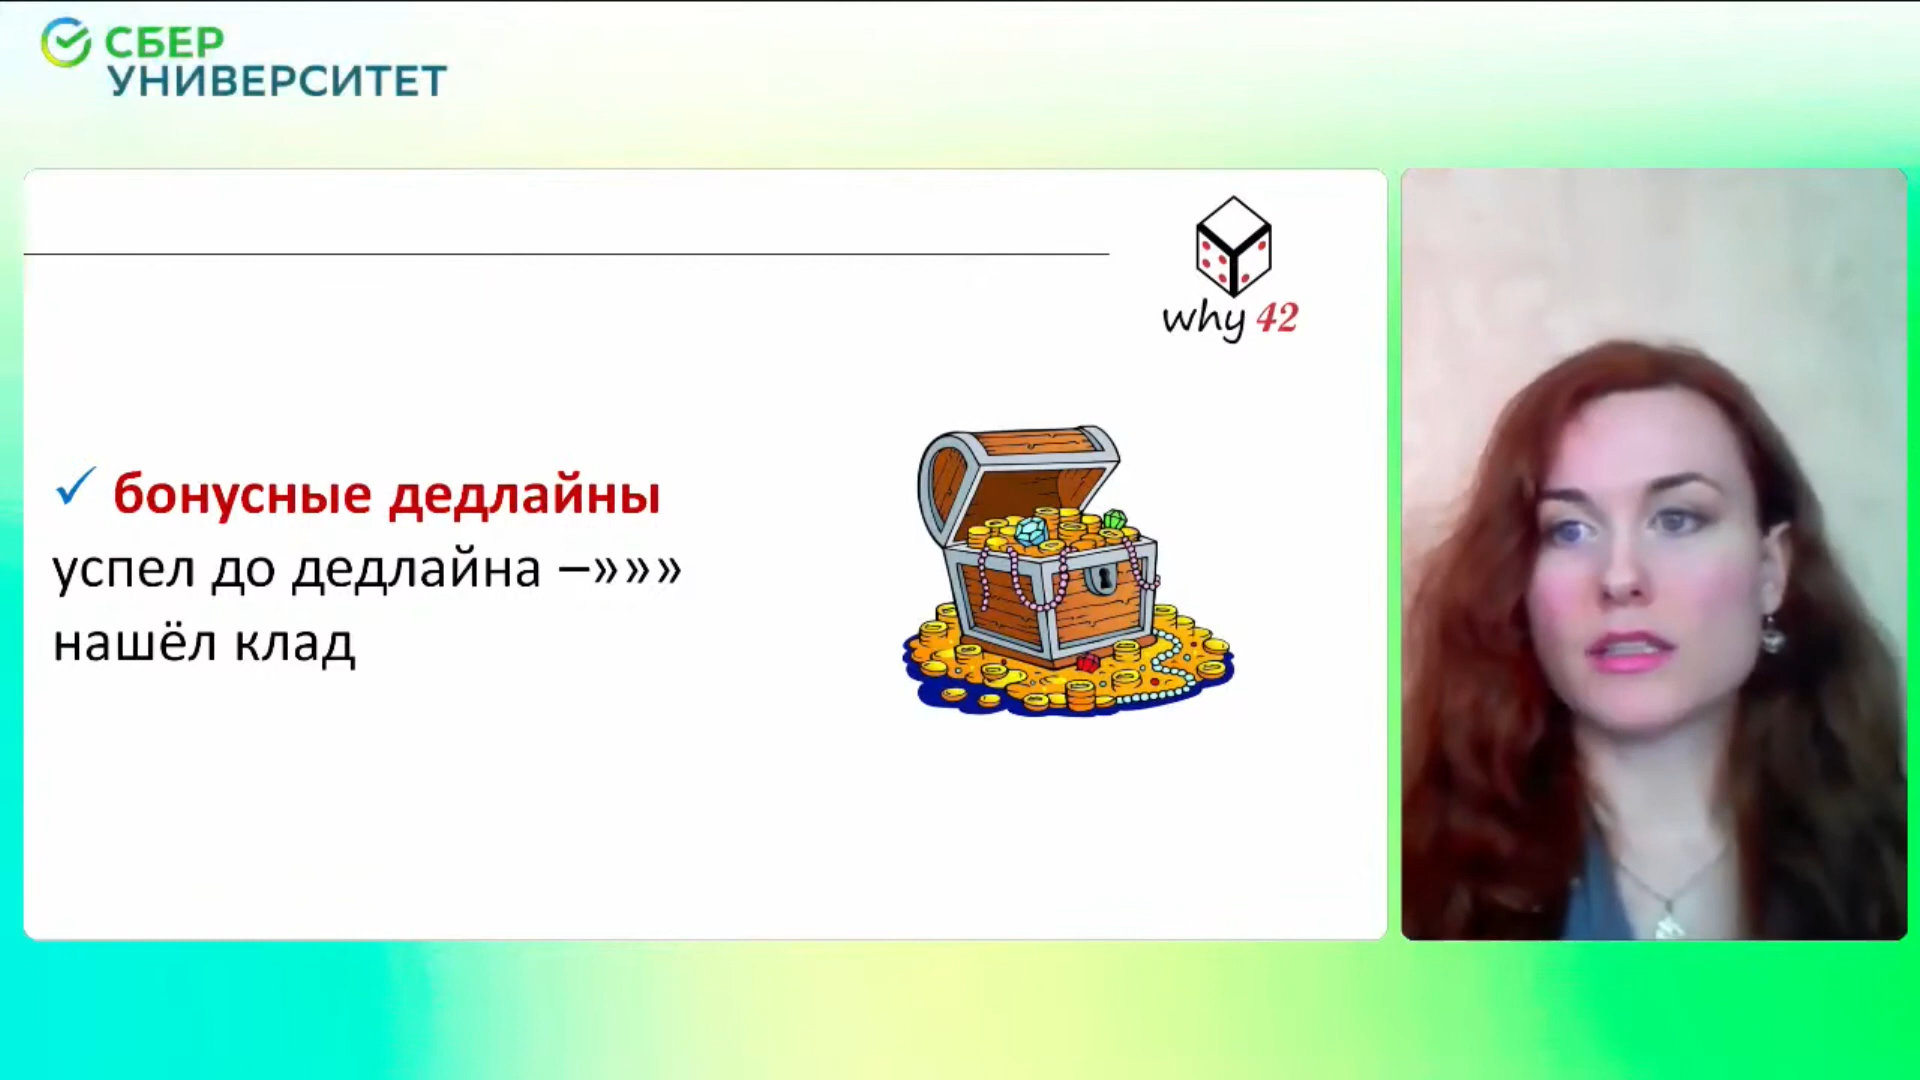 СБЕР
УНИВЕРСИТЕТ
why 42
✓ бонусные дедлайны
успел до дедлайна –»»»
нашёл клад